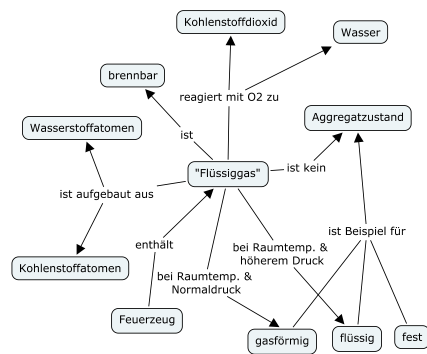 Kohlenstoffdioxid
Wasser
brennbar
reagiert mit O2 zu
Aggregatzustand
Wasserstoffatomen
ist
"Flüssiggas"
ist kein
ist aufgebaut aus
ist Beispiel für
enthält
bei Raumtemp. &
höherem Druck
Kohlenstoffatomen
bei Raumtemp. &
Normaldruck
Feuerzeug
gasförmig
flüssig
fest